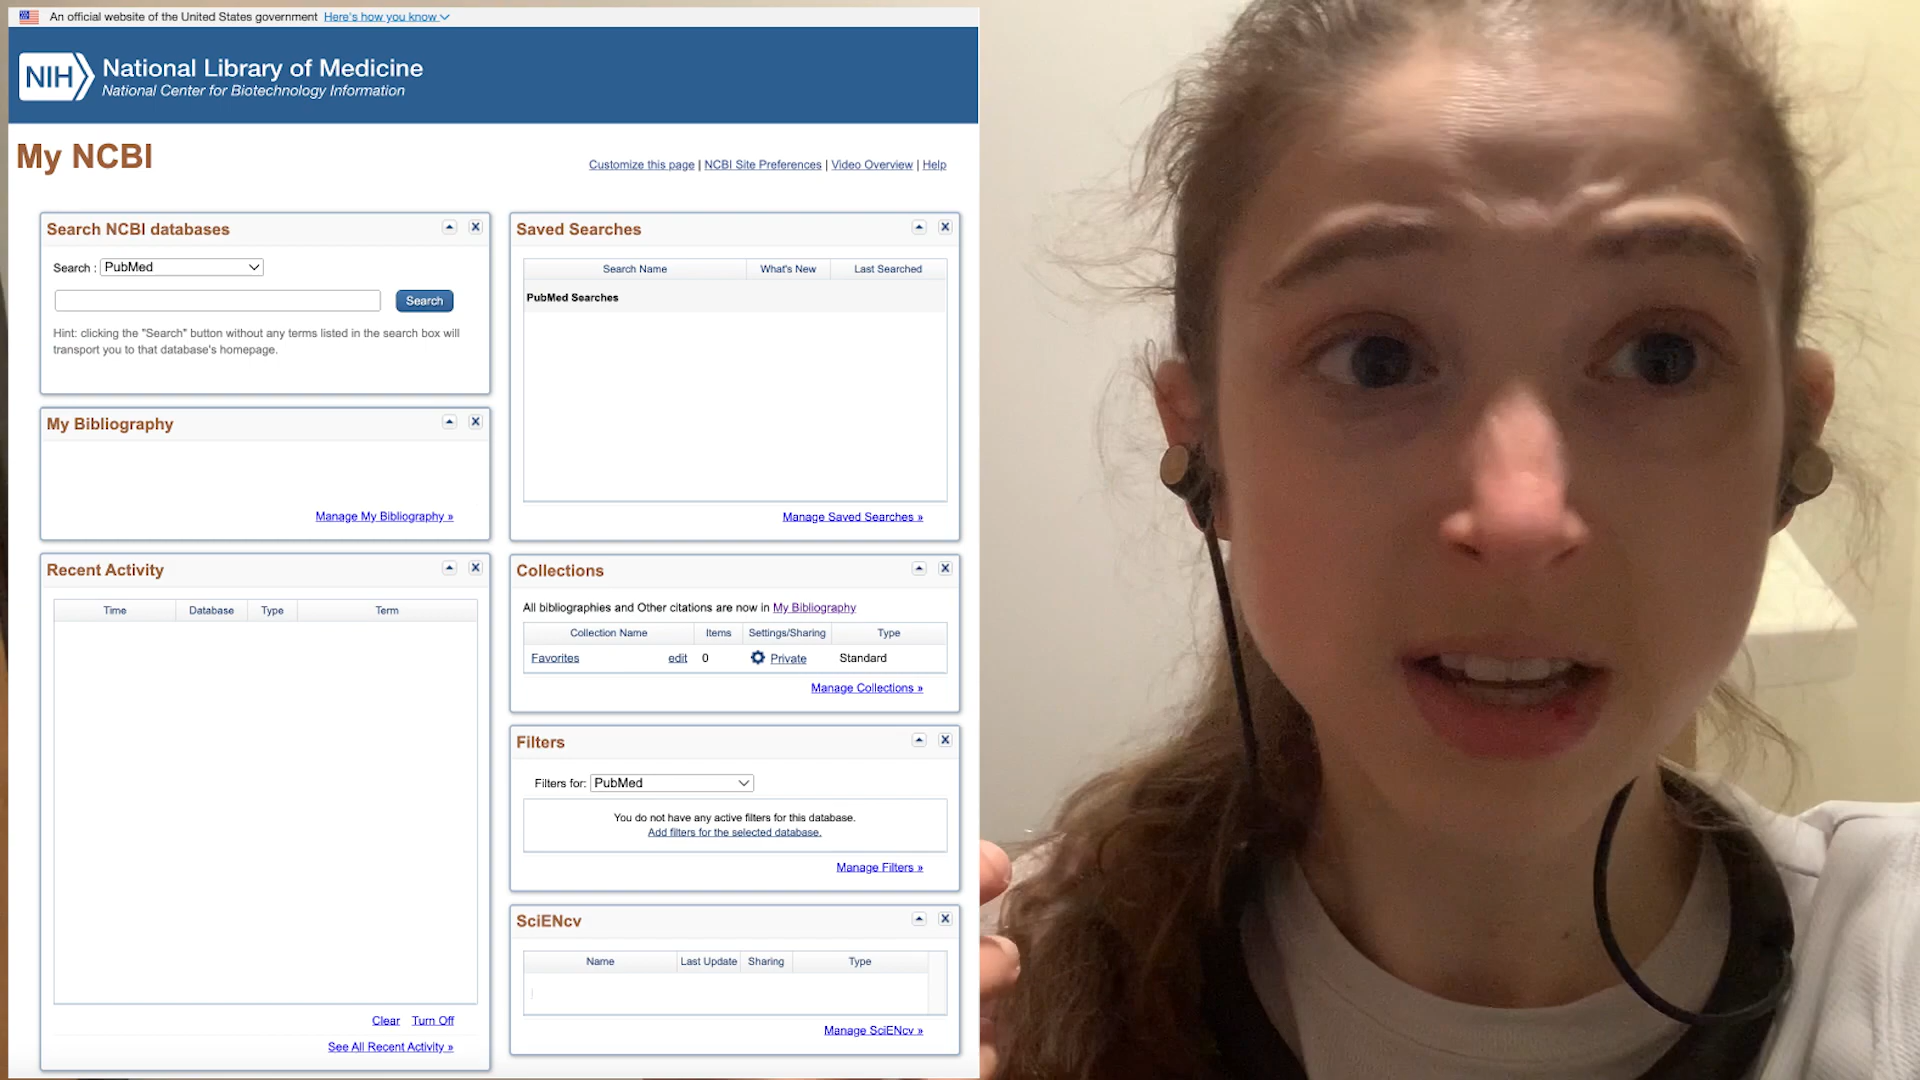 An official website of the United States government Here's how you know
NIH National Library of Medicine
National Center for Biotechnology Information
My NCBI
Customize this page | NCBI Site Preferences | Video Overview | Help
Search NCBI databases
Search : PubMed
Search
Hint: clicking the "Search" button without any terms listed in the search box will
transport you to that database's homepage.
My Bibliography
Manage My Bibliography »
Recent Activity
Time Database Type Term
Clear Turn Off
See All Recent Activity »
Saved Searches
Search Name What's New Last Searched
PubMed Searches
Manage Saved Searches »
Collections
All bibliographies and Other citations are now in My Bibliography
Collection Name Items Settings/Sharing Type
Favorites edit 0 Private Standard
Manage Collections »
Filters
Filters for: PubMed
You do not have any active filters for this database.
Add filters for the selected database.
Manage Filters »
SciENcv
Name Last Update Sharing Type
Manage SciENcv »